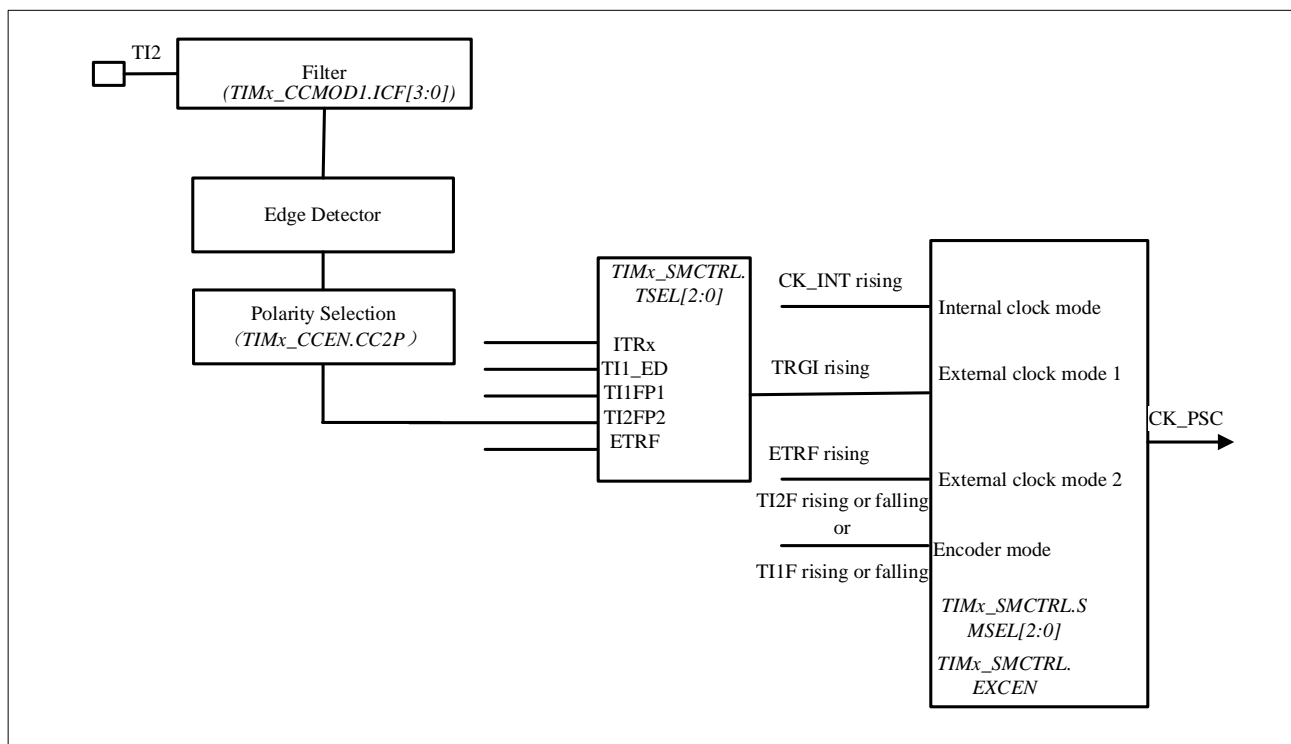 TI2
Filter
(TIMx_CCMOD1.ICF[3:0])
Edge Detector
Polarity Selection
（TIMx_CCEN.CC2P）
TIMx_SMCTRL.
TSEL[2:0]
ITRx
TI1_ED
TI1FP1
TI2FP2
ETRF
CK_INT rising
TRGI rising
ETRF rising
TI2F rising or falling
or
TI1F rising or falling
Internal clock mode
External clock mode 1
External clock mode 2
Encoder mode
TIMx_SMCTRL.S
MSEL[2:0]
TIMx_SMCTRL.
EXCEN
CK_PSC